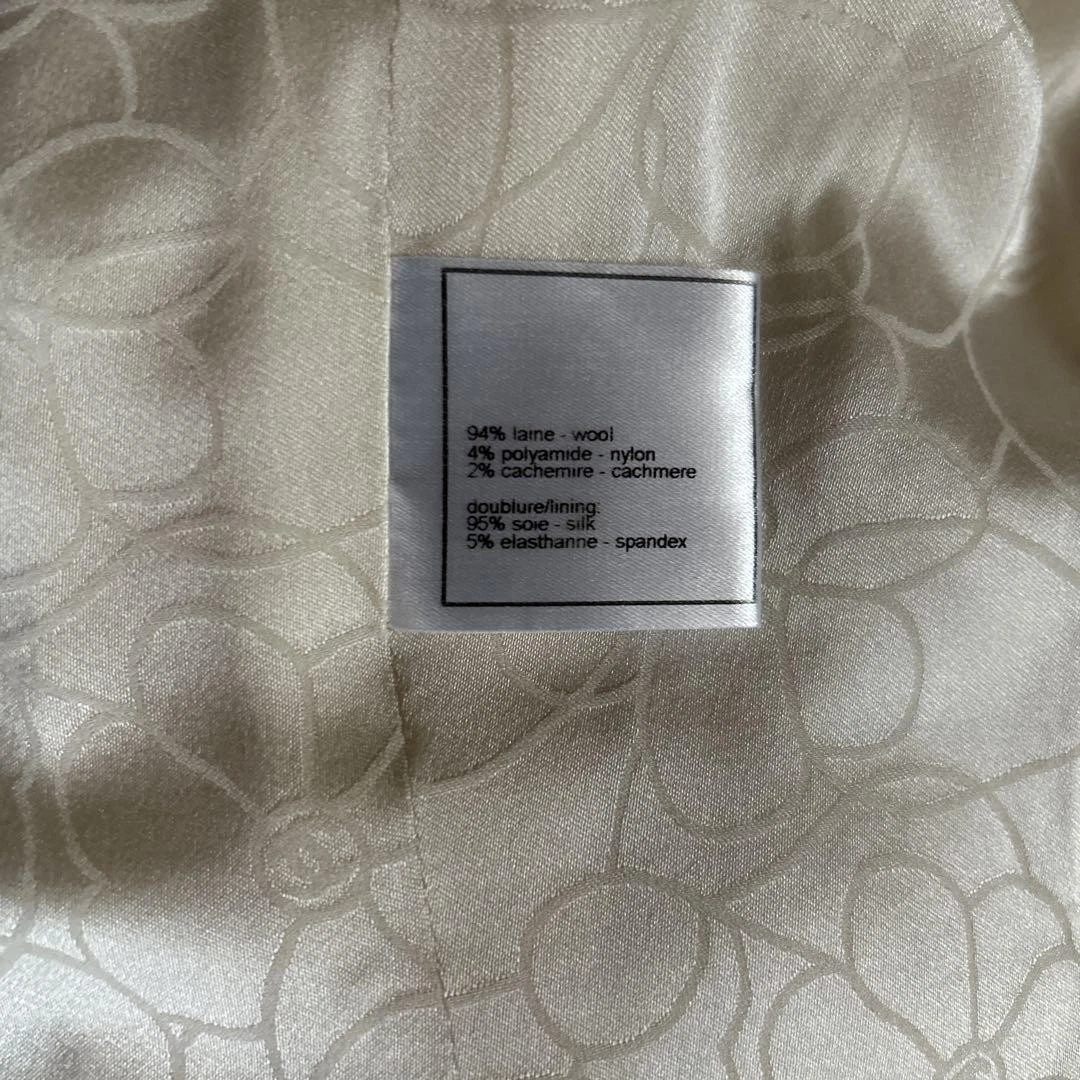 94% laine - wool
4% polyamide - nylon
2% cachemire - cachmere
doublure/lining:
95% soie - silk
5% elasthanne - spandex